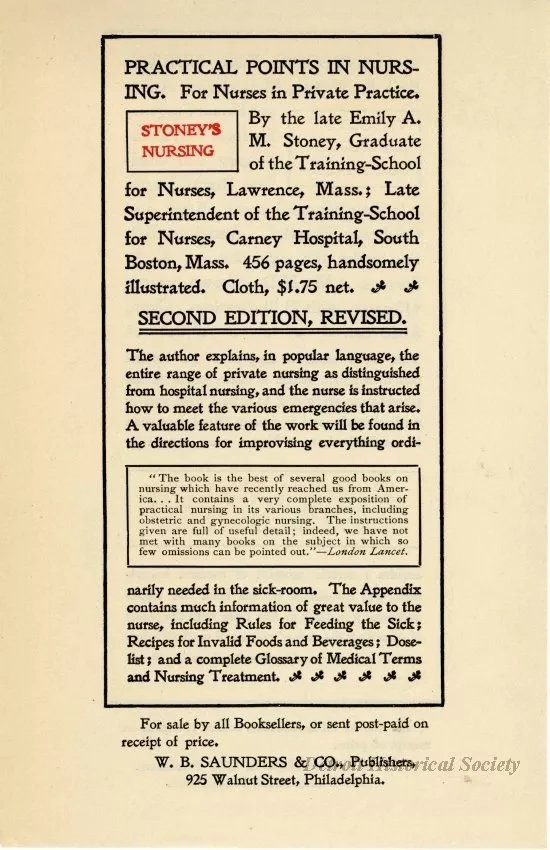 PRACTICAL POINTS IN NURS-
ING. For Nurses in Private Practice.
STONEY'S
NURSING
By the late Emily A.
M. Stoney, Graduate
of the Training-School
for Nurses, Lawrence, Mass.; Late
Superintendent of the Training-School
for Nurses, Carney Hospital, South
Boston, Mass. 456 pages, handsomely
illustrated. Cloth, $1.75 net.
SECOND EDITION, REVISED.
The author explains, in popular language, the
entire range of private nursing as distinguished
from hospital nursing, and the nurse is instructed
how to meet the various emergencies that arise.
A valuable feature of the work will be found in
the directions for improvising everything ordi-
"The book is the best of several good books on
nursing which have recently reached us from Amer-
ica. . . It contains a very complete exposition of
practical nursing in its various branches, including
obstetric and gynecologic nursing. The instructions
given are full of useful detail; indeed, we have not
met with many books on the subject in which so
few omissions can be pointed out."—London Lancet.
narily needed in the sick-room. The Appendix
contains much information of great value to the
nurse, including Rules for Feeding the Sick;
Recipes for Invalid Foods and Beverages; Dose-
list; and a complete Glossary of Medical Terms
and Nursing Treatment.
For sale by all Booksellers, or sent post-paid on
receipt of price.
W. B. SAUNDERS & CO., Publishers,
925 Walnut Street, Philadelphia.
Detroit Historical Society